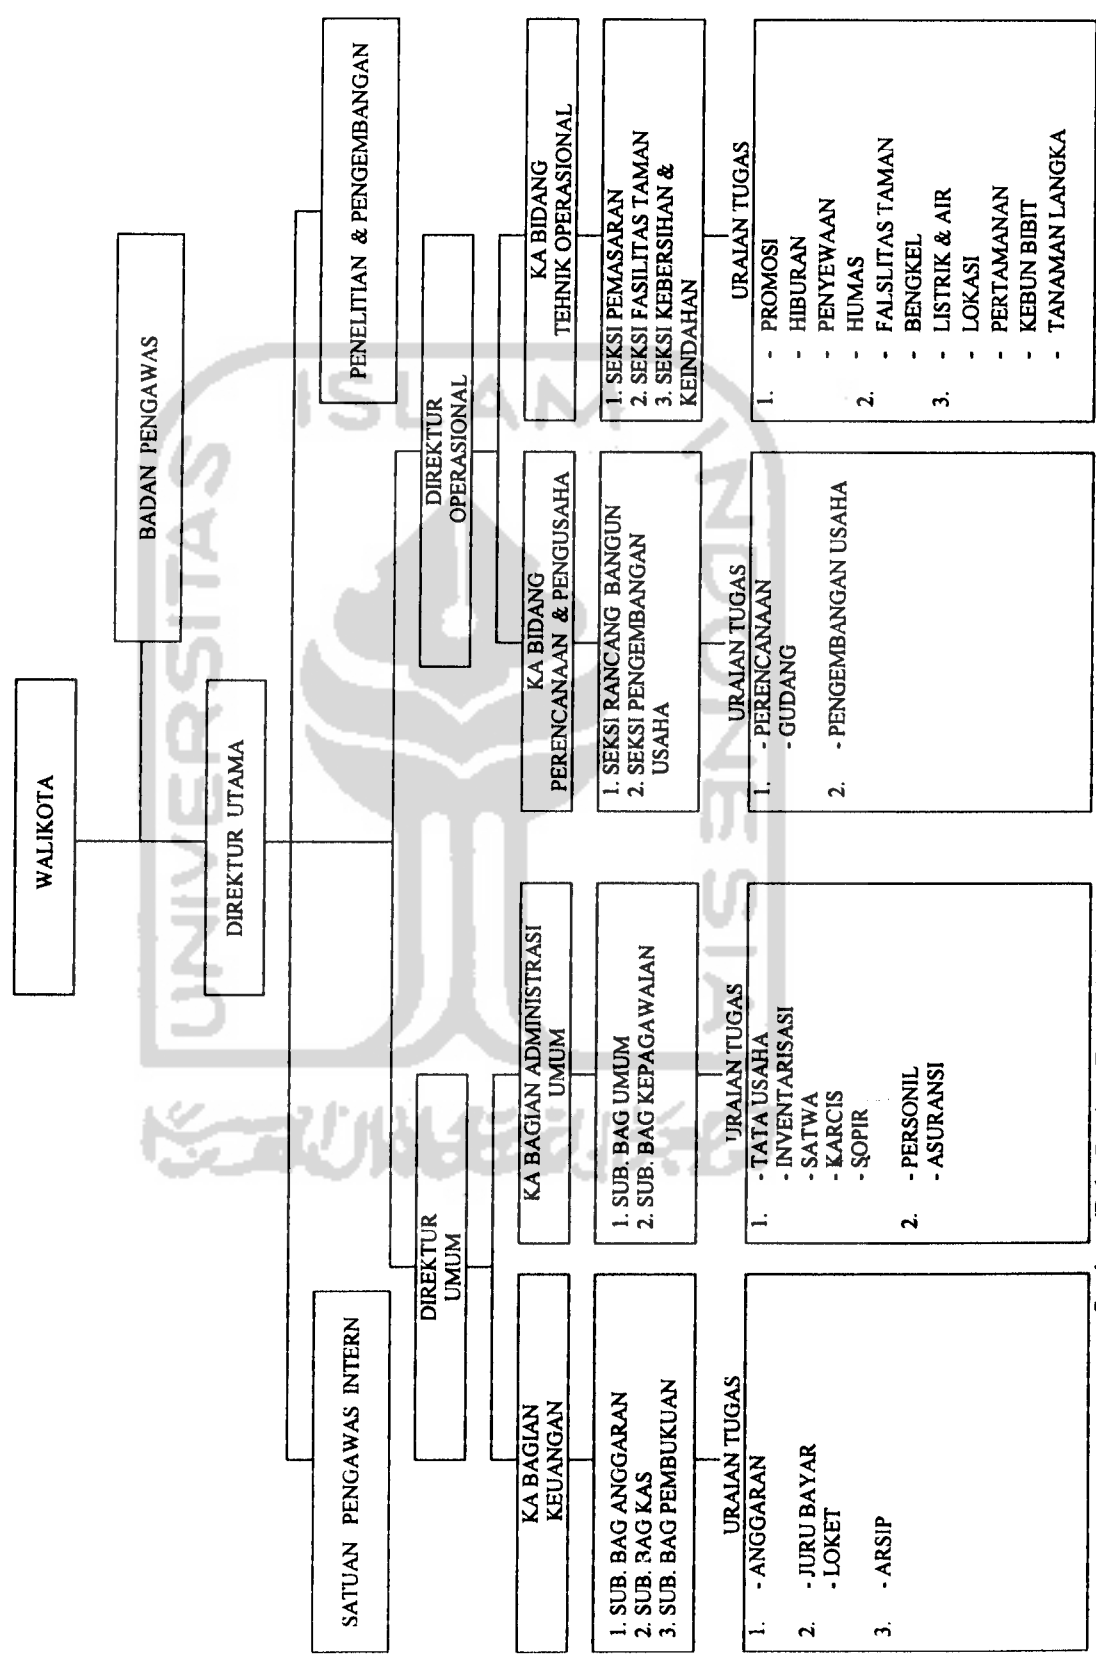 WALIKOTA
BADAN PENGAWAS
DIREKTUR UTAMA
SATUAN PENGAWAS INTERN
PENELITIAN & PENGEMBANGAN
DIREKTUR
UMUM
DIREKTUR
OPERASIONAL
KA BAGIAN
KEUANGAN
1. SUB. BAG ANGGARAN
2. SUB. BAG KAS
3. SUB. BAG PEMBUKUAN
URAIAN TUGAS
1. - ANGGARAN
2. - JURU BAYAR
- LOKET
3. - ARSIP
KA BAGIAN ADMINISTRASI
UMUM
1. SUB. BAG UMUM
2. SUB. BAG KEPAGAWAIAN
URAIAN TUGAS
1. - TATA USAHA
- INVENTARISASI
- SATWA
- KARCIS
- SOPIR
2. - PERSONIL
- ASURANSI
KA BIDANG
PERENCANAAN & PENGUSAHA
1. SEKSI RANCANG BANGUN
2. SEKSI PENGEMBANGAN
USAHA
URAIAN TUGAS
1. - PERENCANAAN
- GUDANG
2. - PENGEMBANGAN USAHA
KA BIDANG
TEHNIK OPERASIONAL
1. SEKSI PEMASARAN
2. SEKSI FASILITAS TAMAN
3. SEKSI KEBERSIHAN &
KEINDAHAN
URAIAN TUGAS
1. - PROMOSI
- HIBURAN
- PENYEWAAN
- HUMAS
2. - FALSLITAS TAMAN
- BENGKEL
3. - LISTRIK & AIR
- LOKASI
- PERTAMANAN
- KEBUN BIBIT
- TANAMAN LANGKA
UNIVERSITAS
ISLAM
INDONESIA